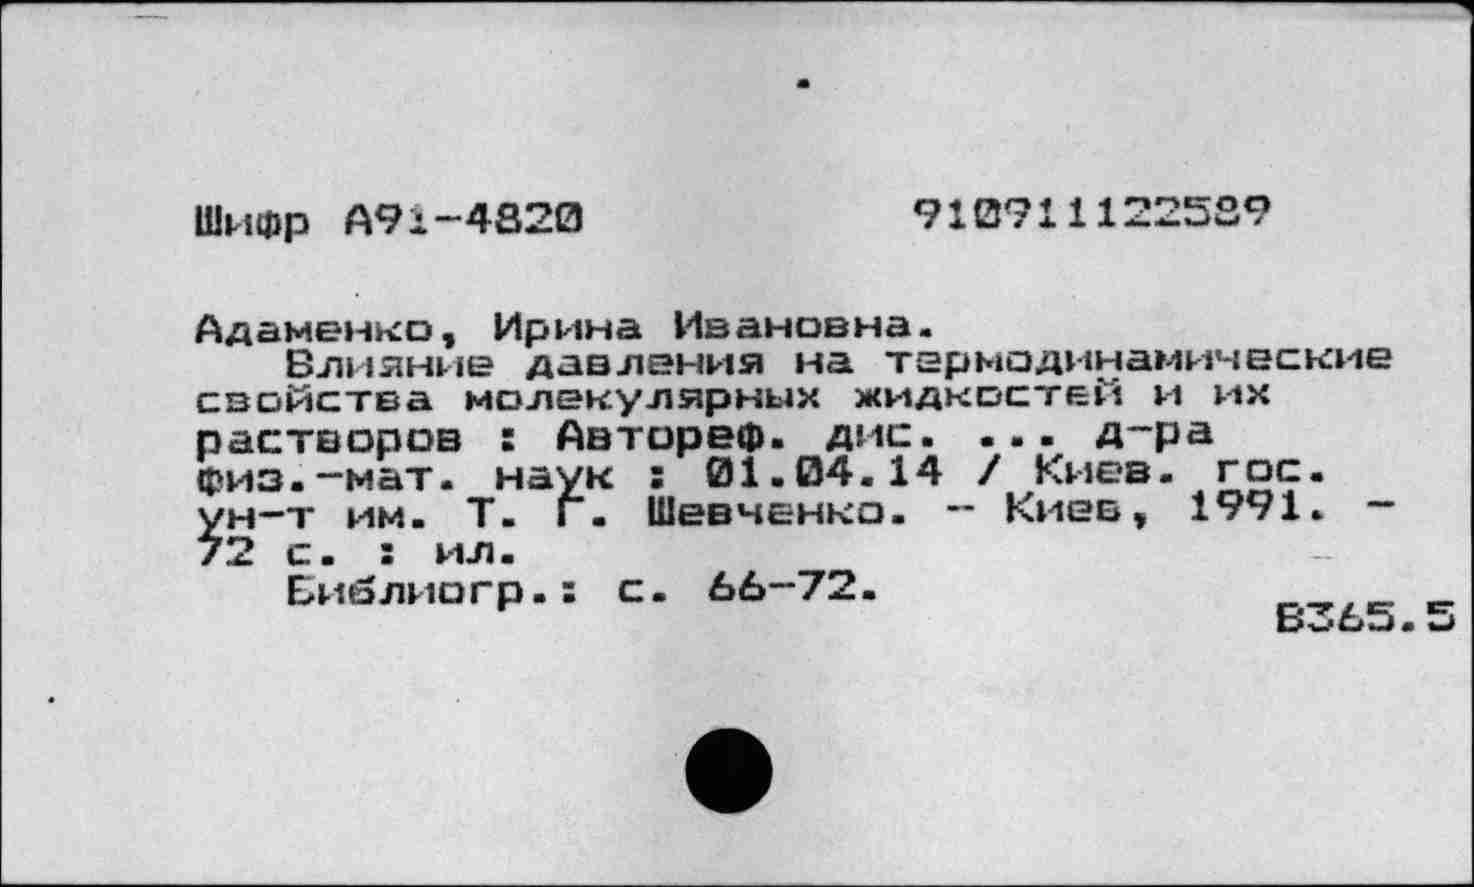 Шифр А91-4820 910911122589
Адаменко, Ирина Ивановна.
Влияние давления на термодинамические
свойства молекулярных жидкостей и их
растворов : Автореф. дис. ... д-ра
физ.-мат. наук : 01.04.14 / Киев. гос.
ун-т им. Т. Г. Шевченко. - Киев, 1991. -
72 с. : ил.
Библиогр.: с. 66-72.
В365.5